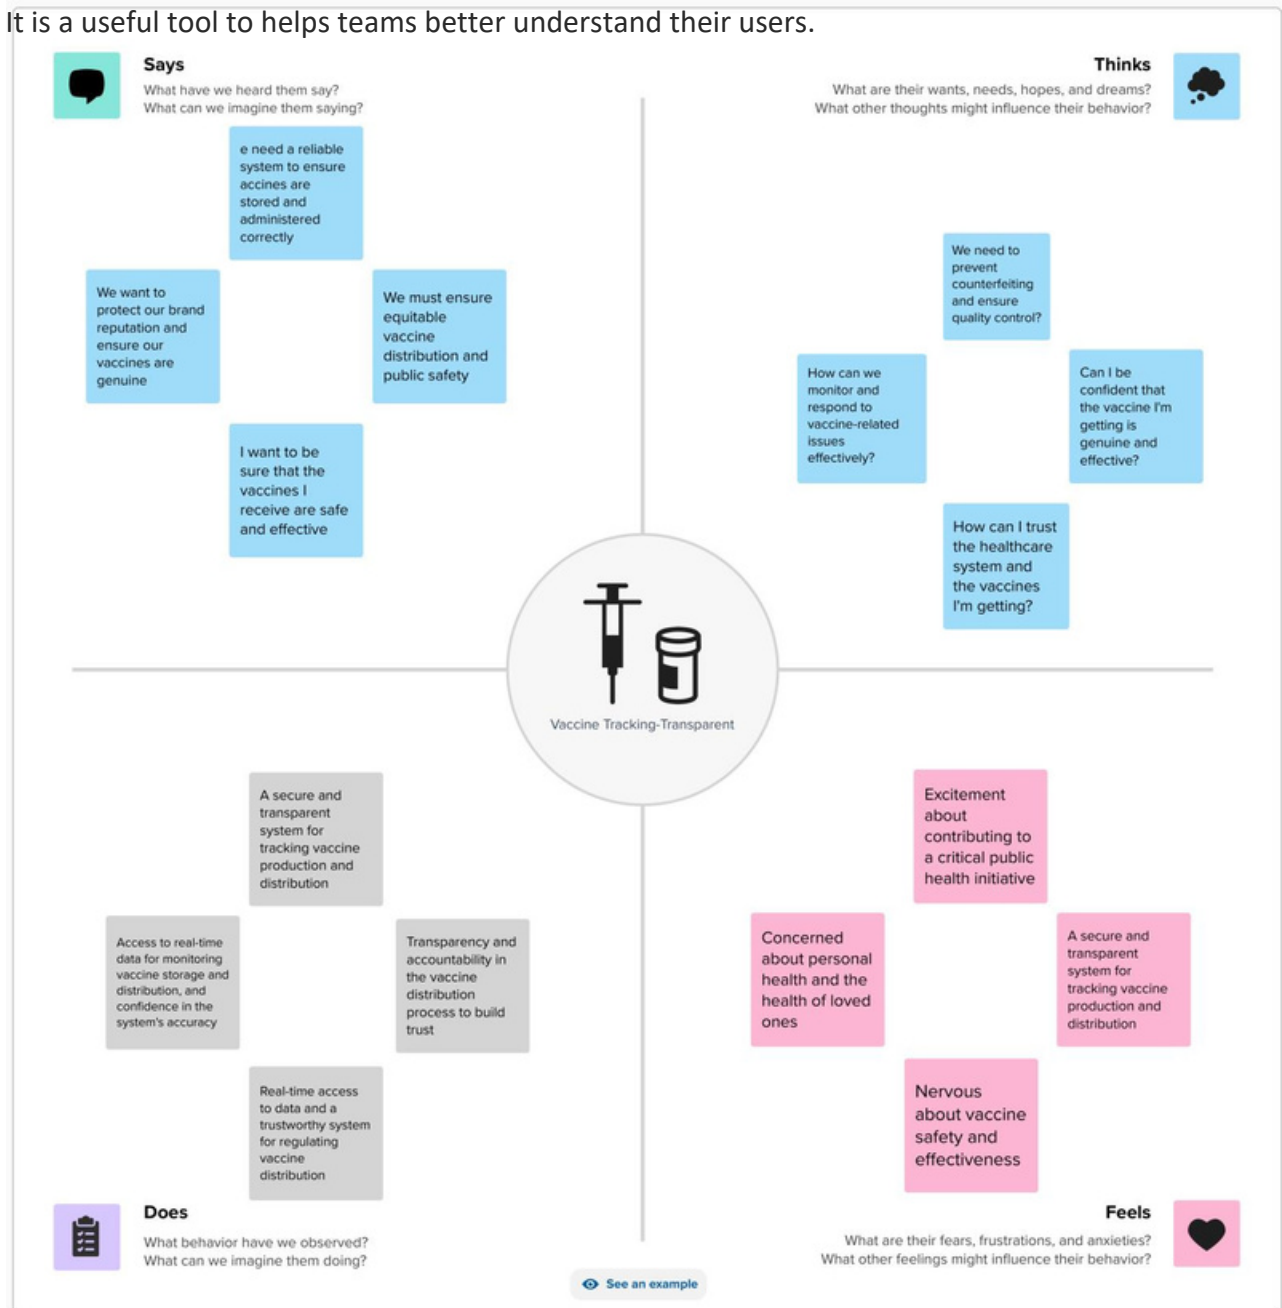 It is a useful tool to helps teams better understand their users.
Says
What have we heard them say?
What can we imagine them saying?
e need a reliable
system to ensure
accines are
stored and
administered
correctly
We want to
protect our brand
reputation and
ensure our
vaccines are
genuine
We must ensure
equitable
vaccine
distribution and
public safety
I want to be
sure that the
vaccines I
receive are safe
and effective
Thinks
What are their wants, needs, hopes, and dreams?
What other thoughts might influence their behavior?
We need to
prevent
counterfeiting
and ensure
quality control?
How can we
monitor and
respond to
vaccine-related
issues
effectively?
Can I be
confident that
the vaccine I'm
getting is
genuine and
effective?
How can I trust
the healthcare
system and
the vaccines
I'm getting?
Vaccine Tracking-Transparent
A secure and
transparent
system for
tracking vaccine
production and
distribution
Access to real-time
data for monitoring
vaccine storage and
distribution, and
confidence in the
system's accuracy
Transparency and
accountability in
the vaccine
distribution
process to build
trust
Real-time access
to data and a
trustworthy system
for regulating
vaccine
distribution
Does
What behavior have we observed?
What can we imagine them doing?
Excitement
about
contributing to
a critical public
health initiative
Concerned
about personal
health and the
health of loved
ones
A secure and
transparent
system for
tracking vaccine
production and
distribution
Nervous
about vaccine
safety and
effectiveness
Feels
What are their fears, frustrations, and anxieties?
What other feelings might influence their behavior?
See an example